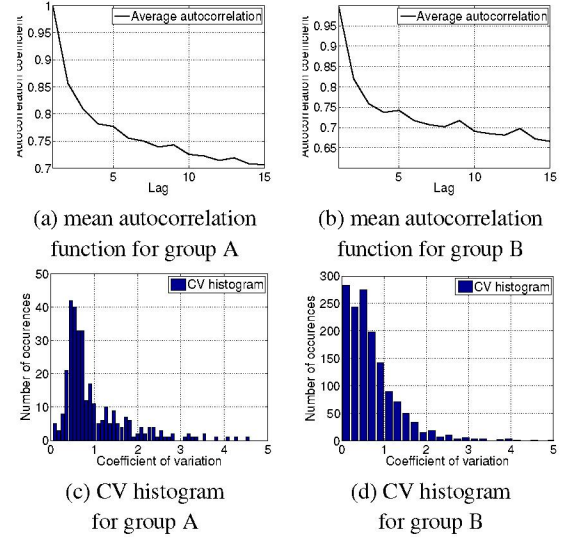 1
0.95
0.9
0.85
0.8
0.75
0.7
5
10
15
Lag
Autocorrelation coefficient
Average autocorrelation
(a) mean autocorrelation
function for group A
0.95
0.9
0.85
0.8
0.75
0.7
0.65
5
10
15
Lag
Autocorrelation coefficient
Average autocorrelation
(b) mean autocorrelation
function for group B
50
40
30
20
10
0
0
1
2
3
4
5
Coefficient of variation
Number of occurences
CV histogram
(c) CV histogram
for group A
300
250
200
150
100
50
0
0
1
2
3
4
5
Coefficient of variation
Number of occurences
CV histogram
(d) CV histogram
for group B